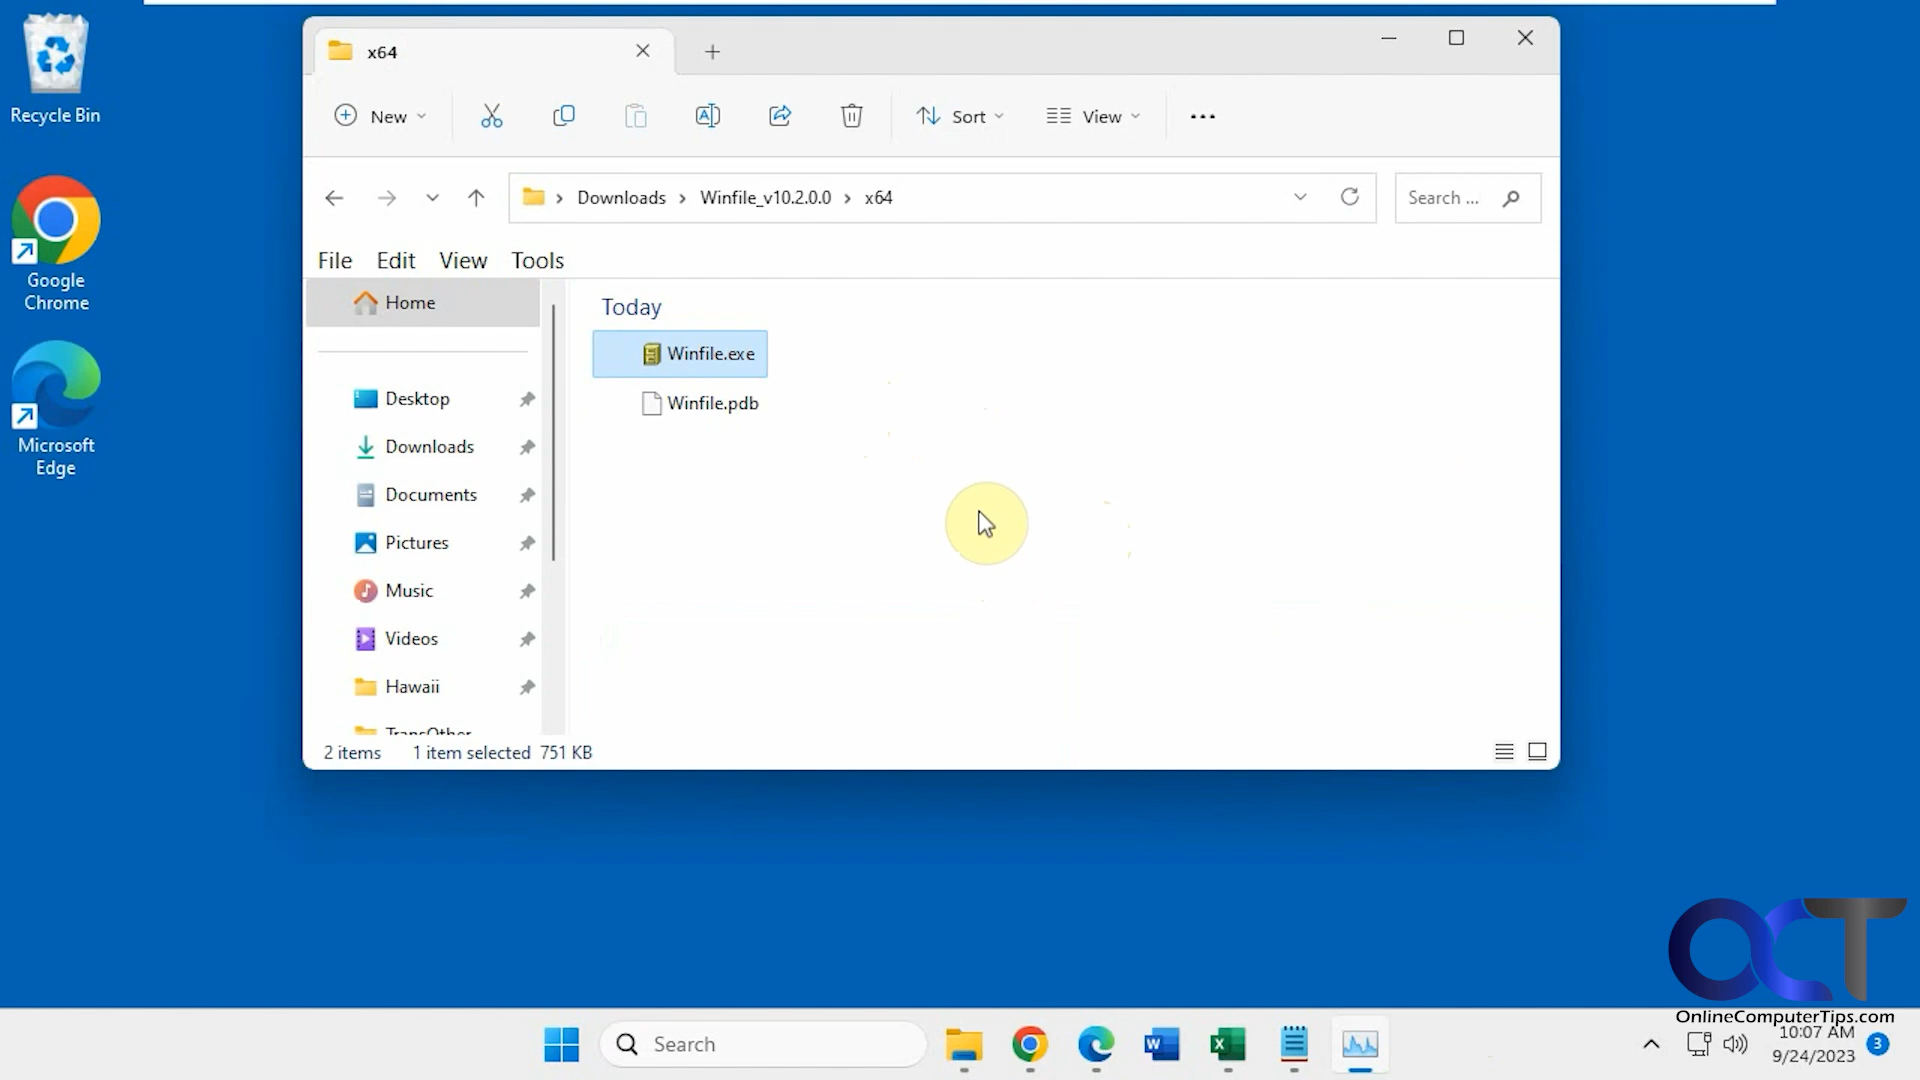 Recycle Bin
Google
Chrome
Microsoft
Edge
x64
New
Sort
View
Downloads
Winfile_v10.2.0.0
x64
Search ...
File Edit View Tools
Home
Desktop
Downloads
Documents
Pictures
Music
Videos
Hawaii
TransOther
Today
Winfile.exe
Winfile.pdb
2 items 1 item selected 751 KB
OCT
OnlineComputerTips.com
Search
10:07 AM
9/24/2023
3